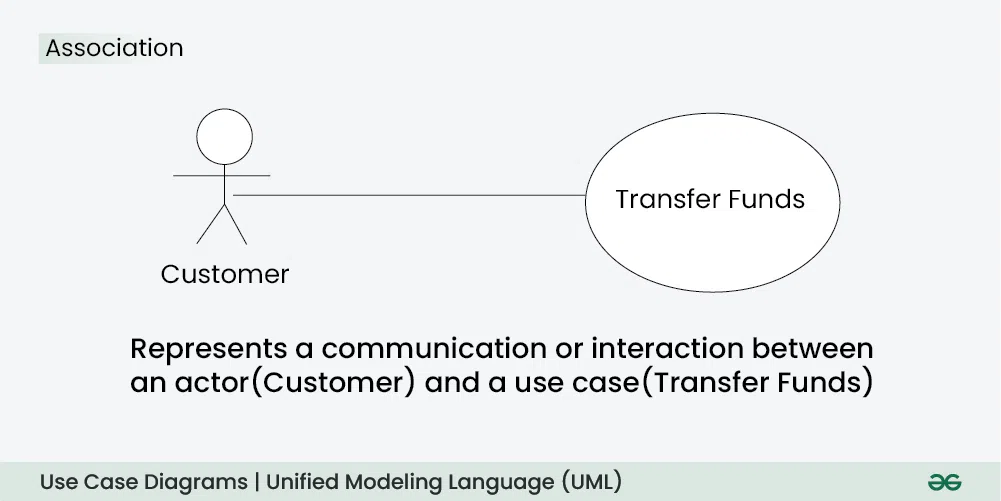 Association
Transfer Funds
Customer
Represents a communication or interaction between
an actor(Customer) and a use case(Transfer Funds)
Use Case Diagrams | Unified Modeling Language (UML)